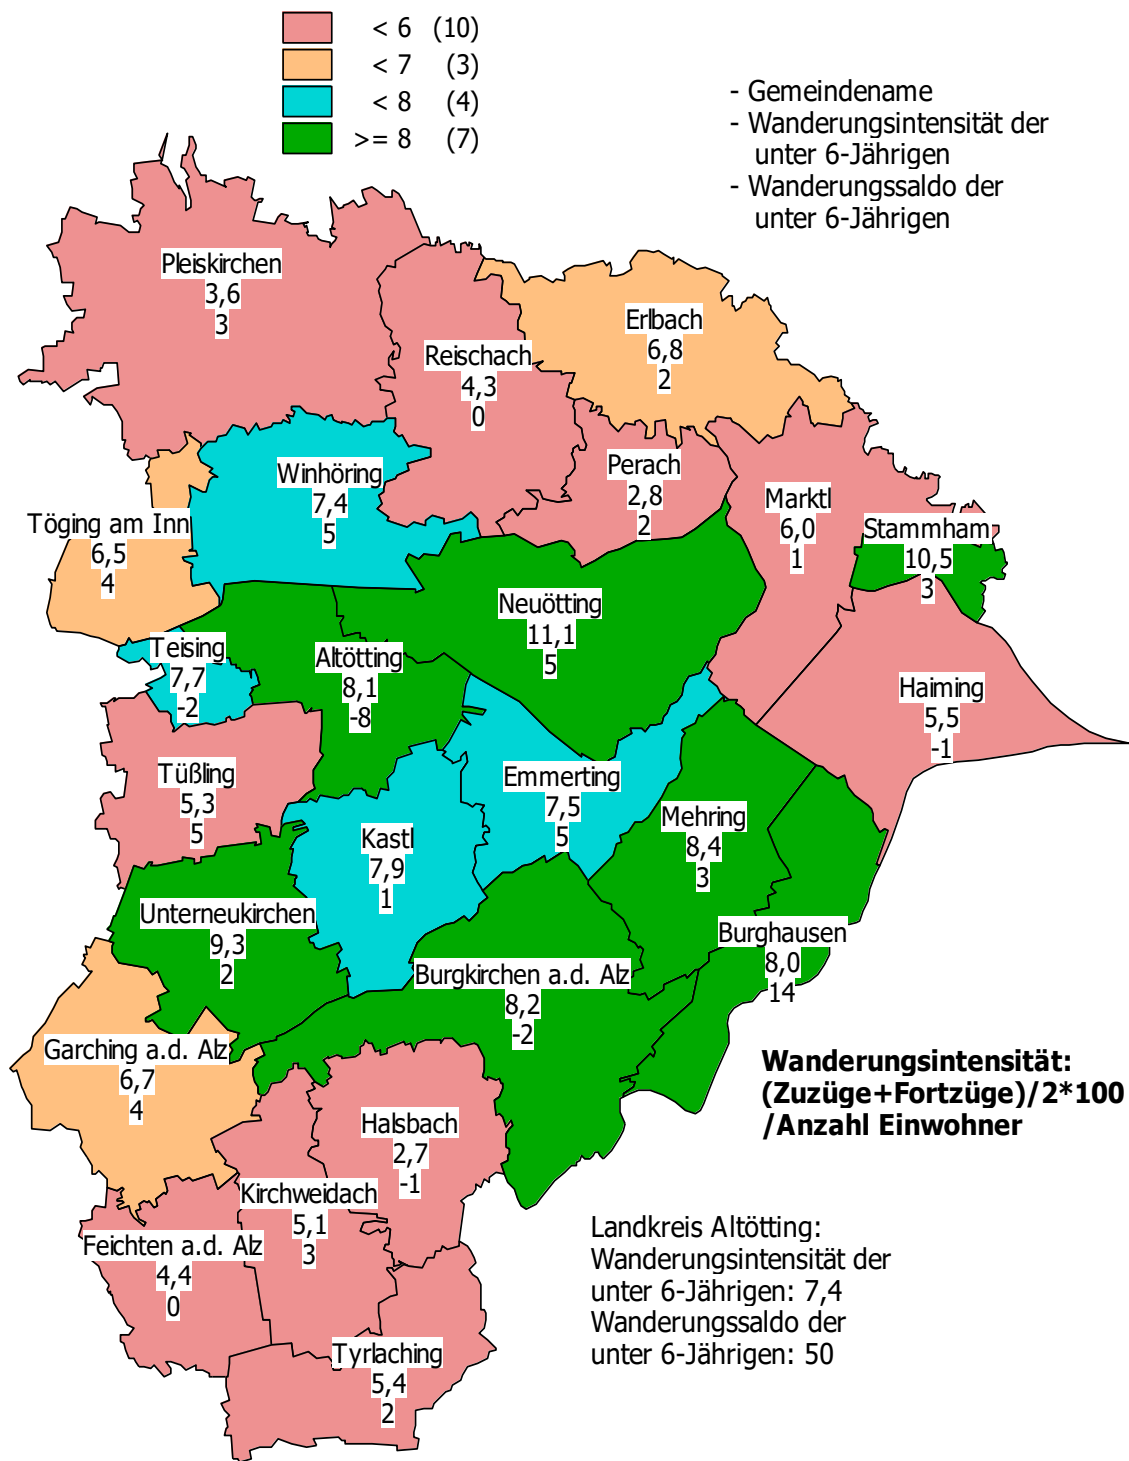 < 6 (10)
< 7 (3)
< 8 (4)
>= 8 (7)
- Gemeindename
- Wanderungsintensität der
unter 6-Jährigen
- Wanderungssaldo der
unter 6-Jährigen
Pleiskirchen
3,6
3
Erlbach
6,8
2
Reischach
4,3
0
Perach
2,8
2
Winhöring
7,4
5
Marktl
6,0
1
Stammham
10,5
3
Töging am Inn
6,5
4
Neuötting
11,1
5
Teising
7,7
-2
Altötting
8,1
-8
Haiming
5,5
-1
Tüßling
5,3
5
Emmerting
7,5
5
Mehring
8,4
3
Kastl
7,9
1
Unterneukirchen
9,3
2
Burghausen
8,0
14
Burgkirchen a.d. Alz
8,2
-2
Garching a.d. Alz
6,7
4
Wanderungsintensität:
(Zuzüge+Fortzüge)/2*100
/Anzahl Einwohner
Halsbach
2,7
-1
Kirchweidach
5,1
3
Feichten a.d. Alz
4,4
0
Landkreis Altötting:
Wanderungsintensität der
unter 6-Jährigen: 7,4
Wanderungssaldo der
unter 6-Jährigen: 50
Tyrlaching
5,4
2